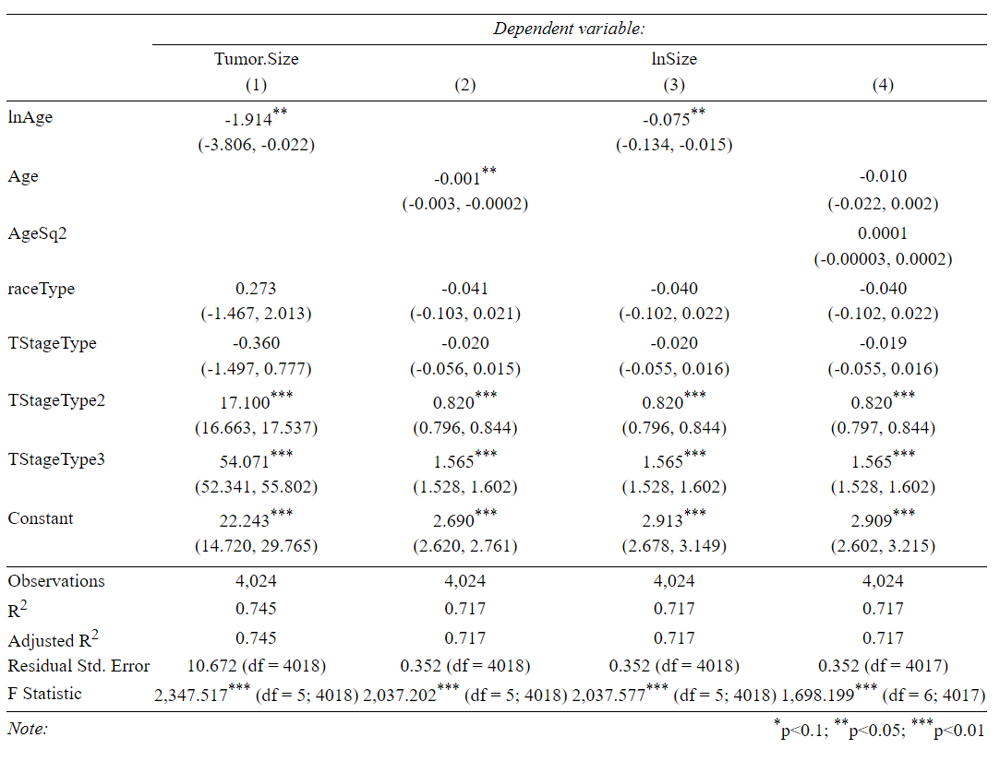 Dependent variable:
Tumor.Size lnSize
(1) (2) (3) (4)
lnAge -1.914** -0.075**
(-3.806, -0.022) (-0.134, -0.015)
Age -0.001** -0.010
(-0.003, -0.0002) (-0.022, 0.002)
AgeSq2 0.0001
(-0.00003, 0.0002)
raceType 0.273 -0.041 -0.040 -0.040
(-1.467, 2.013) (-0.103, 0.021) (-0.102, 0.022) (-0.102, 0.022)
TStageType -0.360 -0.020 -0.020 -0.019
(-1.497, 0.777) (-0.056, 0.015) (-0.055, 0.016) (-0.055, 0.016)
TStageType2 17.100*** 0.820*** 0.820*** 0.820***
(16.663, 17.537) (0.796, 0.844) (0.796, 0.844) (0.797, 0.844)
TStageType3 54.071*** 1.565*** 1.565*** 1.565***
(52.341, 55.802) (1.528, 1.602) (1.528, 1.602) (1.528, 1.602)
Constant 22.243*** 2.690*** 2.913*** 2.909***
(14.720, 29.765) (2.620, 2.761) (2.678, 3.149) (2.602, 3.215)
Observations 4,024 4,024 4,024 4,024
R2 0.745 0.717 0.717 0.717
Adjusted R2 0.745 0.717 0.717 0.717
Residual Std. Error 10.672 (df = 4018) 0.352 (df = 4018) 0.352 (df = 4018) 0.352 (df = 4017)
F Statistic 2,347.517*** (df = 5; 4018) 2,037.202*** (df = 5; 4018) 2,037.577*** (df = 5; 4018) 1,698.199*** (df = 6; 4017)
Note: *p<0.1; **p<0.05; ***p<0.01